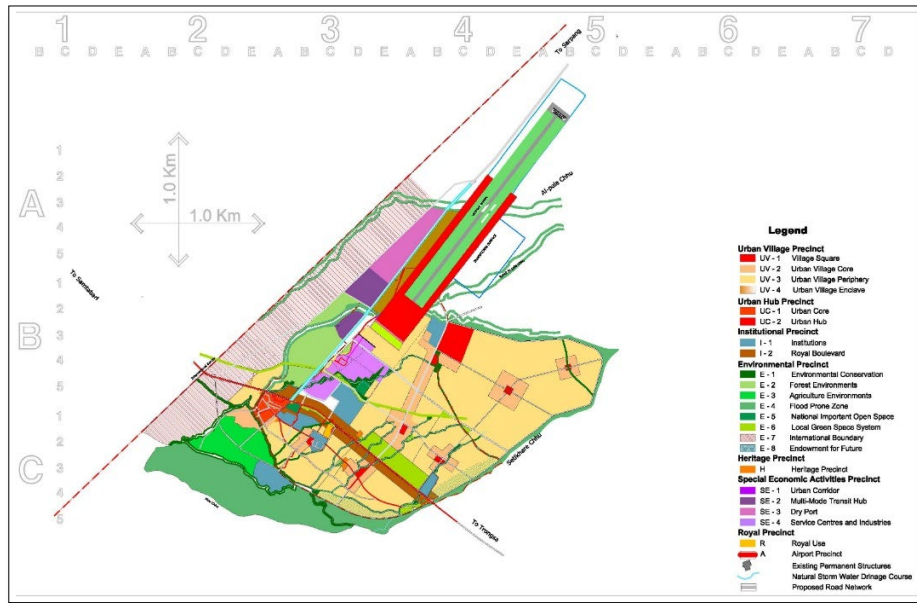 1 2 3 4 5 6 7
B C D E A B C D E A B C D E A B C D E A B C D E A B C D E A B C D
To Sarpang
1
2
A 3
4
5
1.0 Km
1.0 Km
Ai-pole Chhu
To Samtabari
1
2
B 3
4
5
1
2
C 3
4
5
Setikhare Chhu
To Trongsa
Legend
Urban Village Precinct
UV - 1 Village Square
UV - 2 Urban Village Core
UV - 3 Urban Village Periphery
UV - 4 Urban Village Enclave
Urban Hub Precinct
UC - 1 Urban Core
UC - 2 Urban Hub
Institutional Precinct
I - 1 Institutions
I - 2 Royal Boulevard
Environmental Precinct
E - 1 Environmental Conservation
E - 2 Forest Environments
E - 3 Agriculture Environments
E - 4 Flood Prone Zone
E - 5 National Important Open Space
E - 6 Local Green Space System
E - 7 International Boundary
E - 8 Endowment for Future
Heritage Precinct
H Heritage Precinct
Special Economic Activities Precinct
SE - 1 Urban Corridor
SE - 2 Multi-Mode Transit Hub
SE - 3 Dry Port
SE - 4 Service Centres and Industries
Royal Precinct
R Royal Use
A Airport Precinct
Existing Permanent Structures
Natural Storm Water Drinage Course
Proposed Road Network